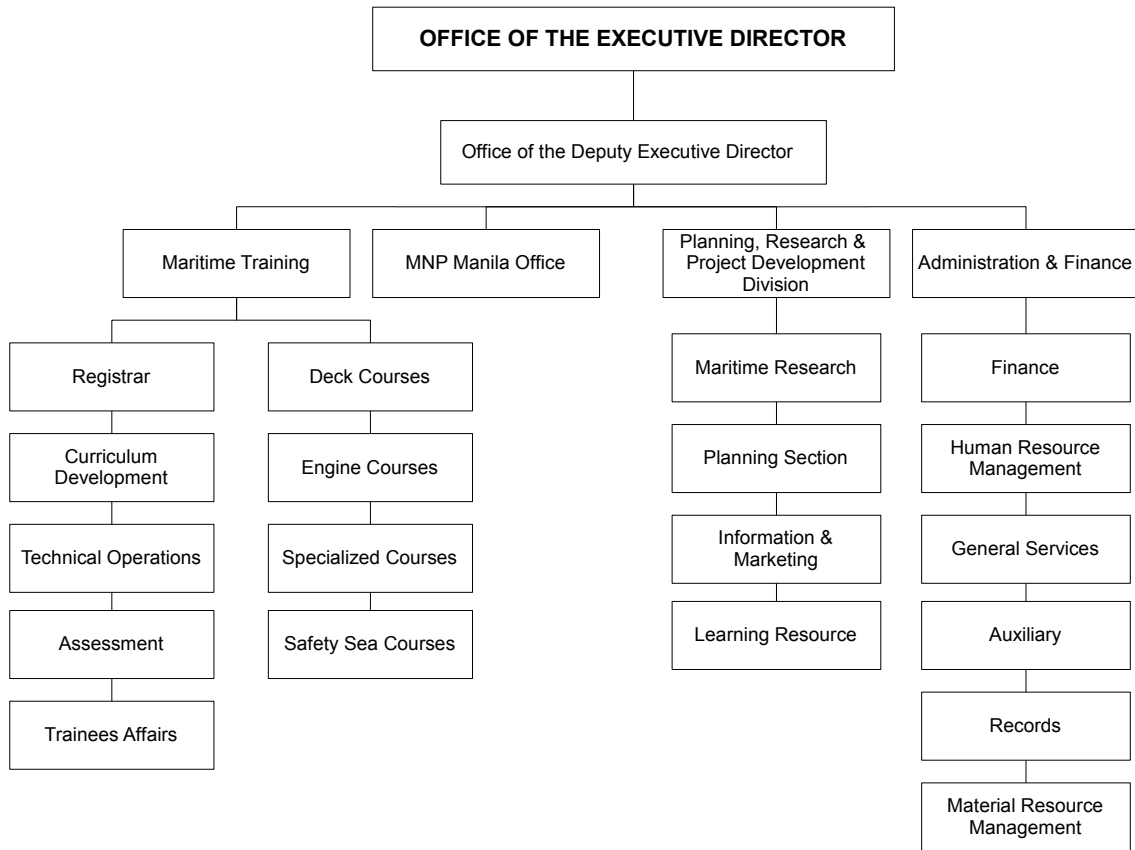 OFFICE OF THE EXECUTIVE DIRECTOR
Office of the Deputy Executive Director
Maritime Training
MNP Manila Office
Planning, Research &
Project Development
Division
Administration & Finance
Registrar
Deck Courses
Maritime Research
Finance
Curriculum
Development
Engine Courses
Planning Section
Human Resource
Management
Technical Operations
Specialized Courses
Information &
Marketing
General Services
Assessment
Safety Sea Courses
Learning Resource
Auxiliary
Trainees Affairs
Records
Material Resource
Management